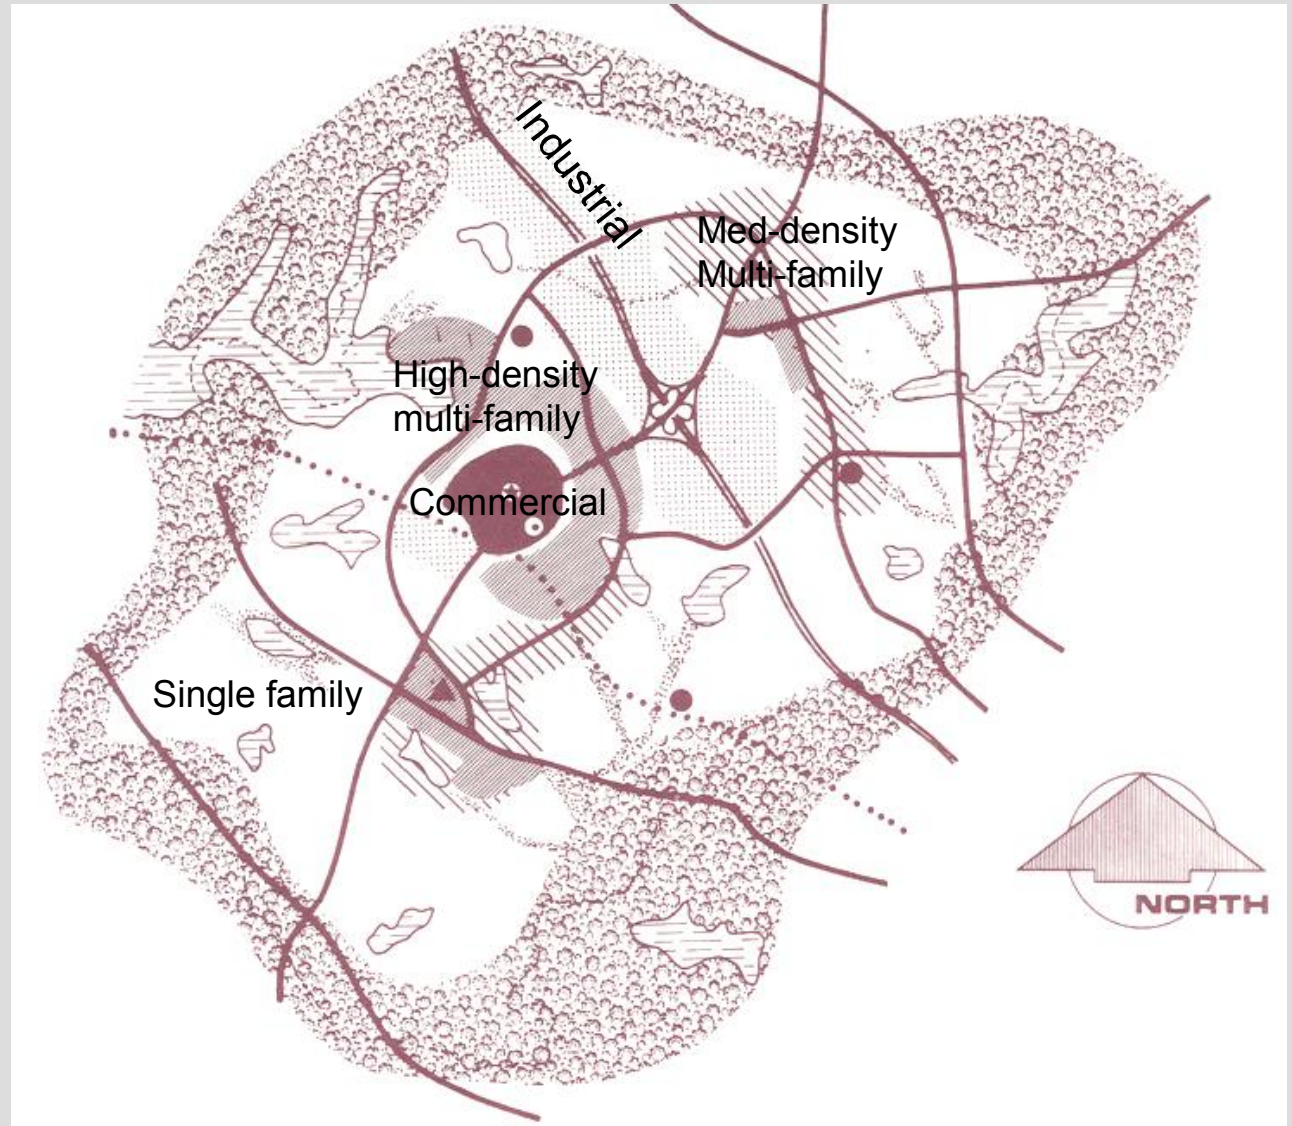 Industrial
Med-density
Multi-family
High-density
multi-family
Commercial
Single family
NORTH